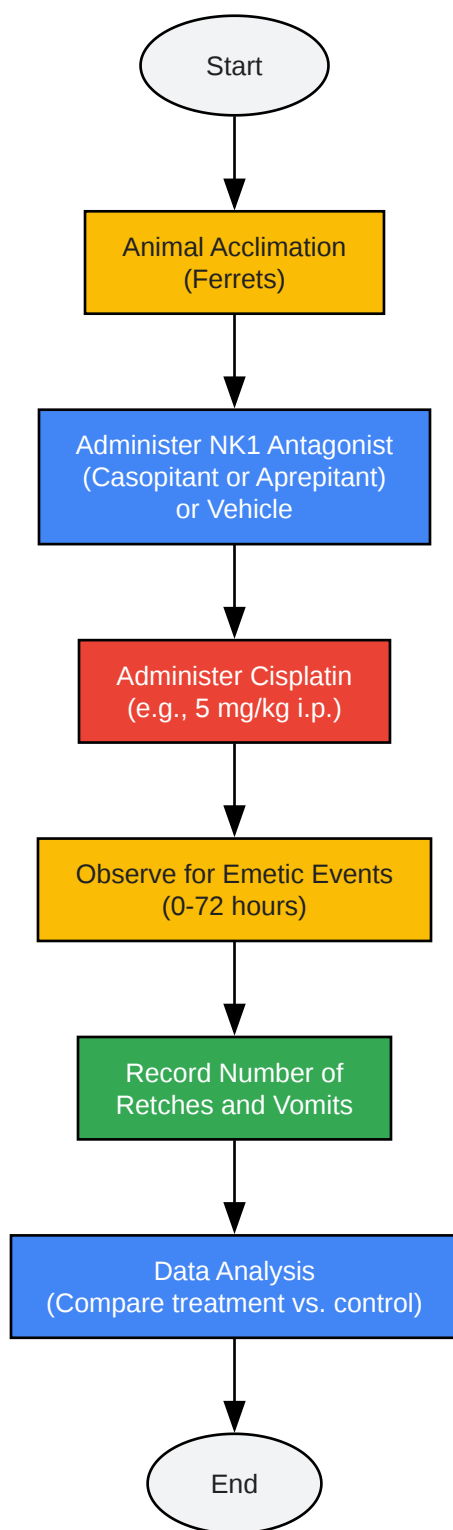 Start
Animal Acclimation
(Ferrets)
Administer NK1 Antagonist
(Casopitant or Aprepitant)
or Vehicle
Administer Cisplatin
(e.g., 5 mg/kg i.p.)
Observe for Emetic Events
(0-72 hours)
Record Number of
Retches and Vomits
Data Analysis
(Compare treatment vs. control)
End